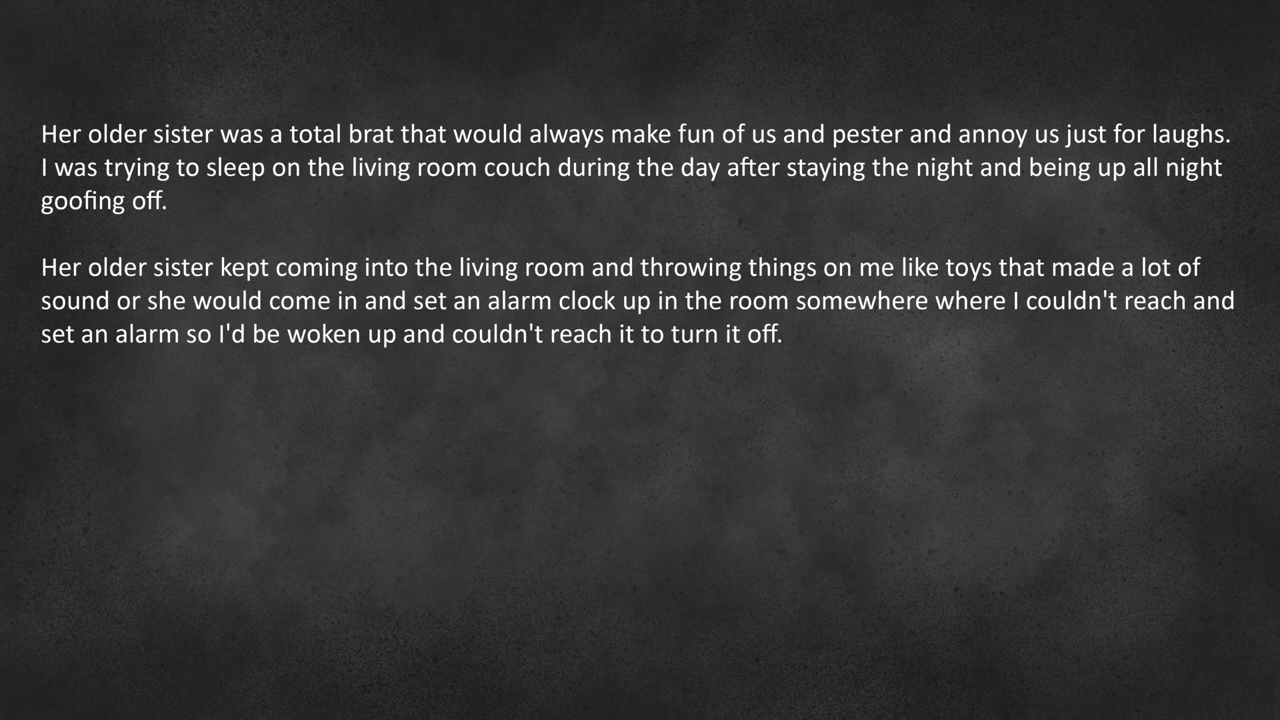 Her older sister was a total brat that would always make fun of us and pester and annoy us just for laughs.
I was trying to sleep on the living room couch during the day after staying the night and being up all night
goofing off.
Her older sister kept coming into the living room and throwing things on me like toys that made a lot of
sound or she would come in and set an alarm clock up in the room somewhere where I couldn't reach and
set an alarm so I'd be woken up and couldn't reach it to turn it off.